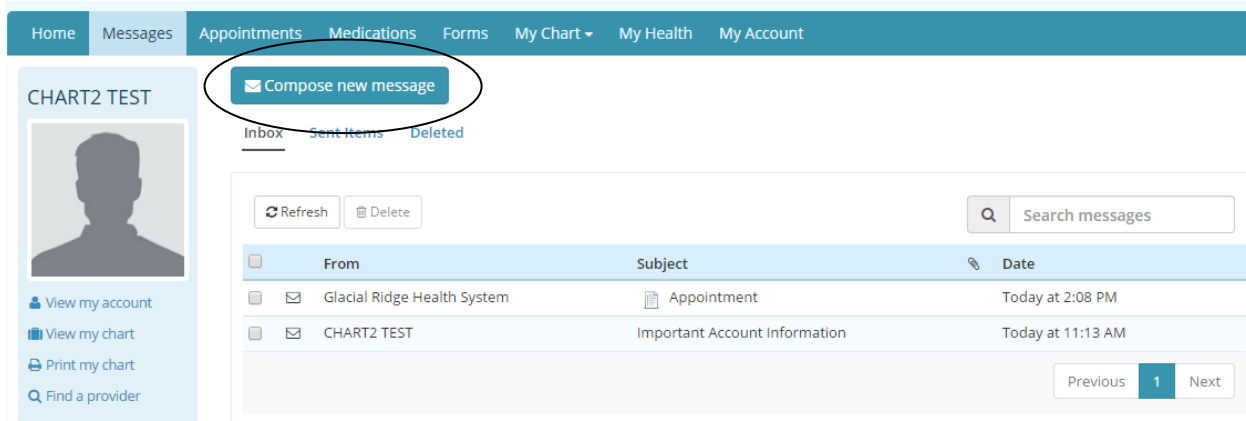 Home Messages Appointments Medications Forms My Chart My Health My Account
CHART2 TEST
View my account
View my chart
Print my chart
Find a provider
Compose new message
Inbox Sent Items Deleted
Refresh Delete Search messages
From Subject Date
Glacial Ridge Health System Appointment Today at 2:08 PM
CHART2 TEST Important Account Information Today at 11:13 AM
Previous 1 Next